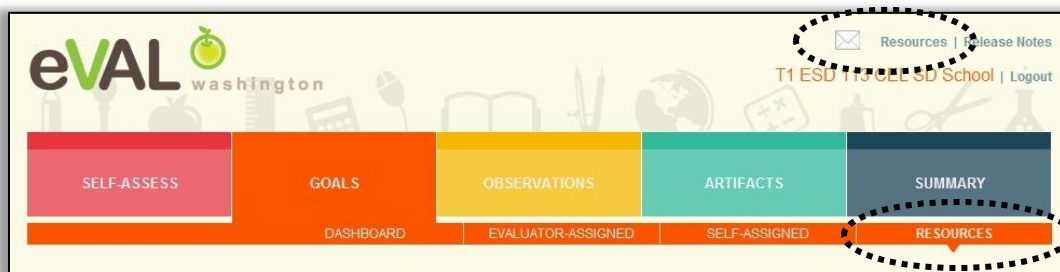 eVAL washington
Resources | Release Notes
T1 ESD 113 CEL SD School | Logout
SELF-ASSESS GOALS OBSERVATIONS ARTIFACTS SUMMARY
DASHBOARD EVALUATOR-ASSIGNED SELF-ASSIGNED RESOURCES